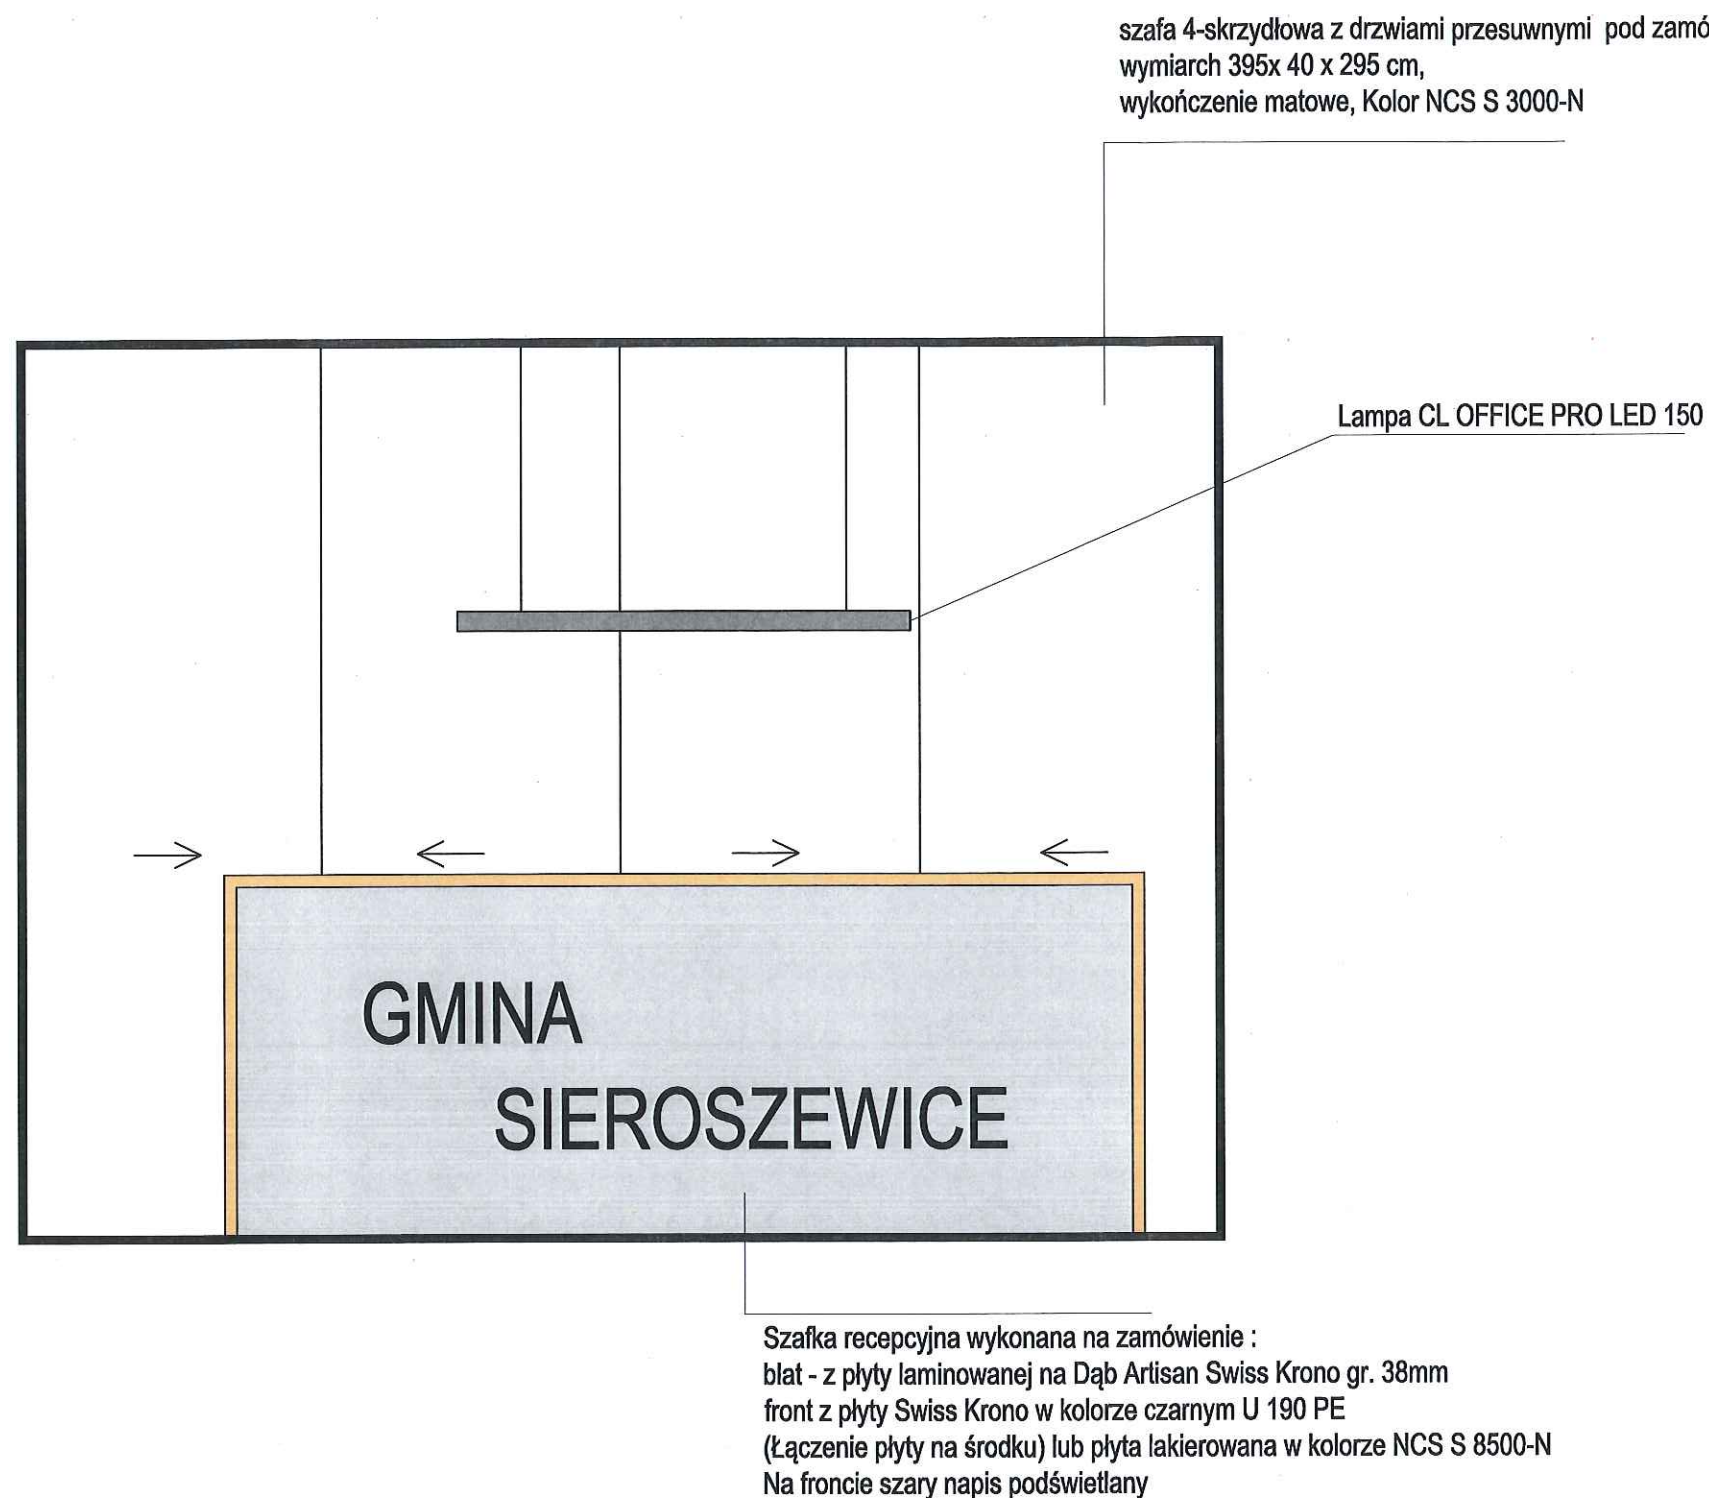 szafa 4-skrzydłowa z drzwiami przesuwnymi pod zamó
wymiarch 395x 40 x 295 cm,
wykończenie matowe, Kolor NCS S 3000-N
Lampa CL OFFICE PRO LED 150
GMINA
SIEROSZEWICE
Szafka recepcyjna wykonana na zamówienie :
blat - z płyty laminowanej na Dąb Artisan Swiss Krono gr. 38mm
front z płyty Swiss Krono w kolorze czarnym U 190 PE
(Łączenie płyty na środku) lub płyta lakierowana w kolorze NCS S 8500-N
Na froncie szary napis podświetlany